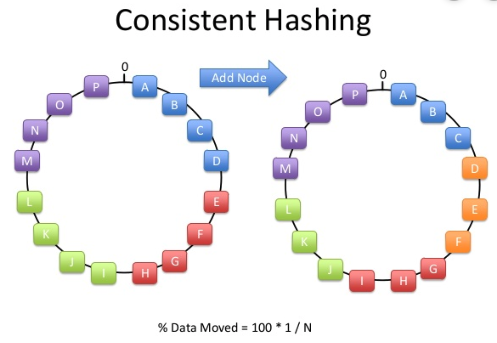 Consistent Hashing
Add Node
0
P
A
O
B
N
C
M
D
L
E
K
F
J
G
I
H
0
P
A
O
B
N
C
M
D
L
E
K
F
J
G
I
H
% Data Moved = 100 * 1 / N